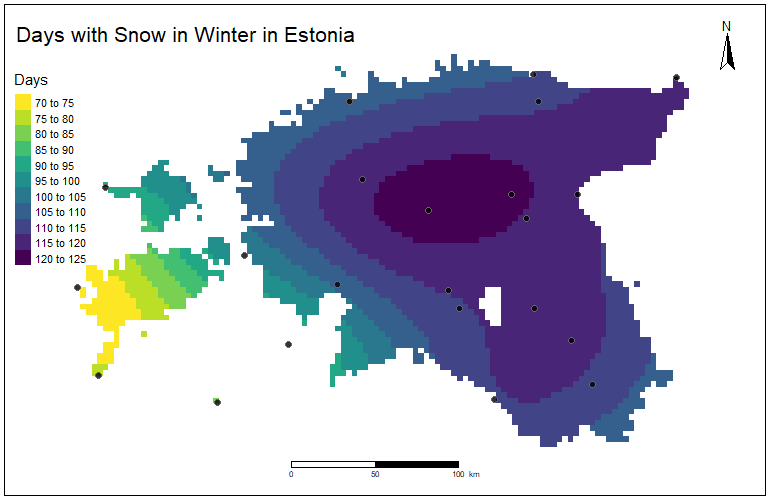 Days with Snow in Winter in Estonia
N
Days
70 to 75
75 to 80
80 to 85
85 to 90
90 to 95
95 to 100
100 to 105
105 to 110
110 to 115
115 to 120
120 to 125
0 50 100 km